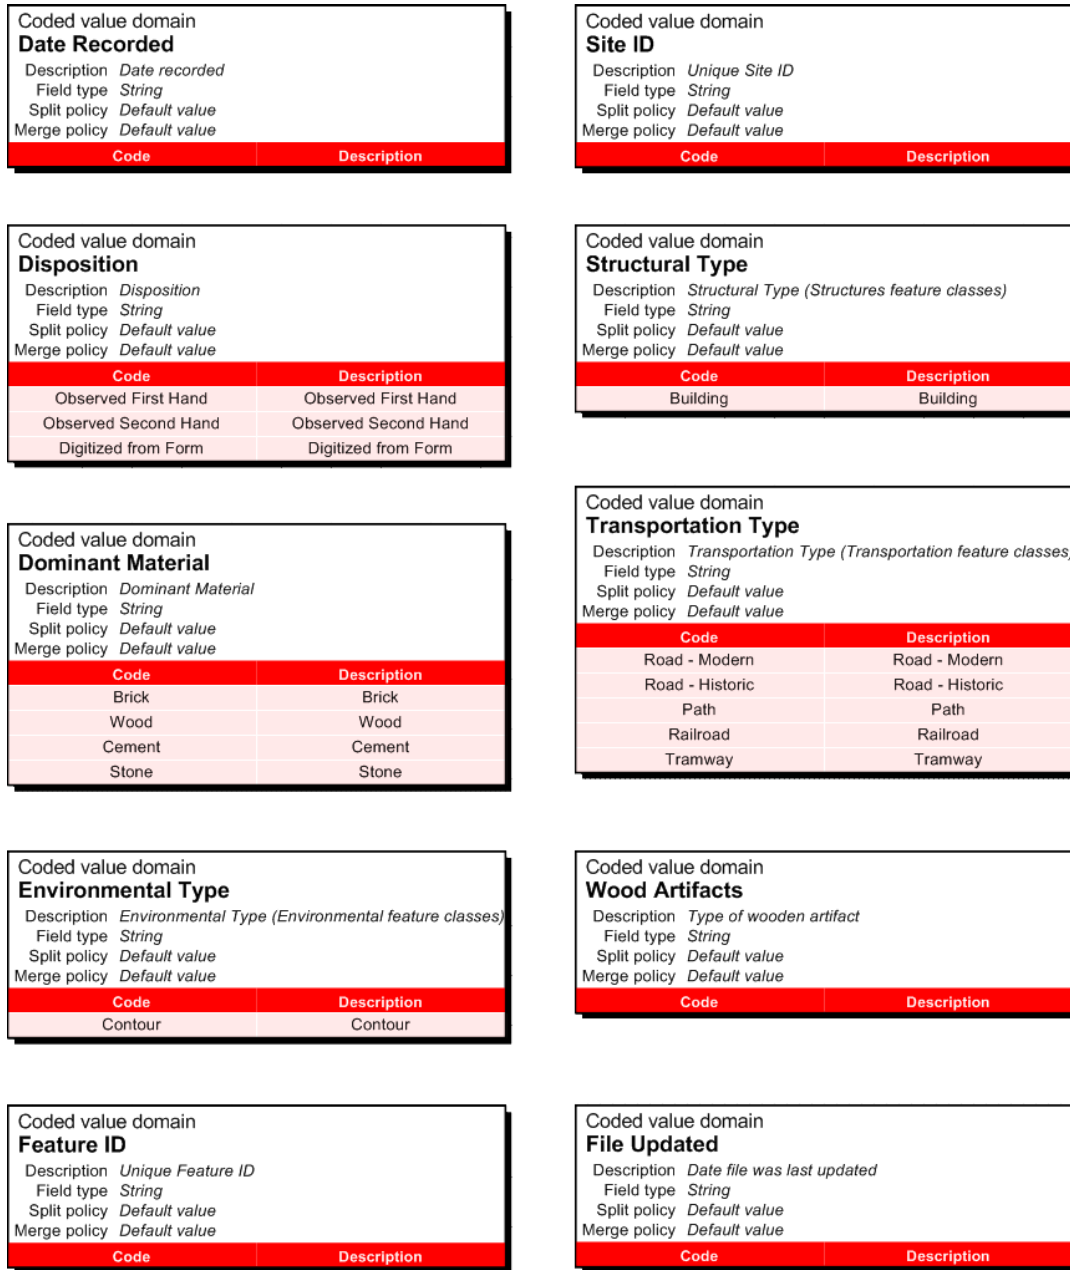 Coded value domain
Date Recorded
Description Date recorded
Field type String
Split policy Default value
Merge policy Default value
Code Description
Coded value domain
Disposition
Description Disposition
Field type String
Split policy Default value
Merge policy Default value
Code Description
Observed First Hand Observed First Hand
Observed Second Hand Observed Second Hand
Digitized from Form Digitized from Form
Coded value domain
Dominant Material
Description Dominant Material
Field type String
Split policy Default value
Merge policy Default value
Code Description
Brick Brick
Wood Wood
Cement Cement
Stone Stone
Coded value domain
Environmental Type
Description Environmental Type (Environmental feature classes)
Field type String
Split policy Default value
Merge policy Default value
Code Description
Contour Contour
Coded value domain
Feature ID
Description Unique Feature ID
Field type String
Split policy Default value
Merge policy Default value
Code Description
Coded value domain
Site ID
Description Unique Site ID
Field type String
Split policy Default value
Merge policy Default value
Code Description
Coded value domain
Structural Type
Description Structural Type (Structures feature classes)
Field type String
Split policy Default value
Merge policy Default value
Code Description
Building Building
Coded value domain
Transportation Type
Description Transportation Type (Transportation feature classes)
Field type String
Split policy Default value
Merge policy Default value
Code Description
Road - Modern Road - Modern
Road - Historic Road - Historic
Path Path
Railroad Railroad
Tramway Tramway
Coded value domain
Wood Artifacts
Description Type of wooden artifact
Field type String
Split policy Default value
Merge policy Default value
Code Description
Coded value domain
File Updated
Description Date file was last updated
Field type String
Split policy Default value
Merge policy Default value
Code Description